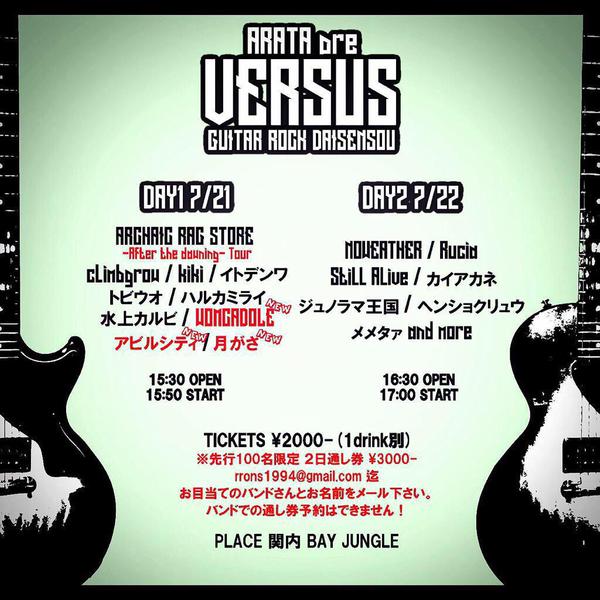 ARATA pre
VERSUS
GUITAR ROCK DAISENSOU
DAY1 7/21
ARCHAIC RAG STORE
-After the dawning- Tour
climbgrow / kiki / イトデンワ
トビウオ / ハルカミライ
水上カルビ / WOMCADOLE NEW
アビルシティ NEW / 月がさ NEW
15:30 OPEN
15:50 START
DAY2 7/22
NOWEATHER / Rucia
Still Alive / カイアカネ
ジュノラマ王国 / ヘンショクリュウ
メメタァ and more
16:30 OPEN
17:00 START
TICKETS ¥2000-(1drink別)
※先行100名限定 2日通し券 ¥3000-
rrons1994@gmail.com 迄
お目当てのバンドさんとお名前をメール下さい。
バンドでの通し券予約はできません！
PLACE 関内 BAY JUNGLE